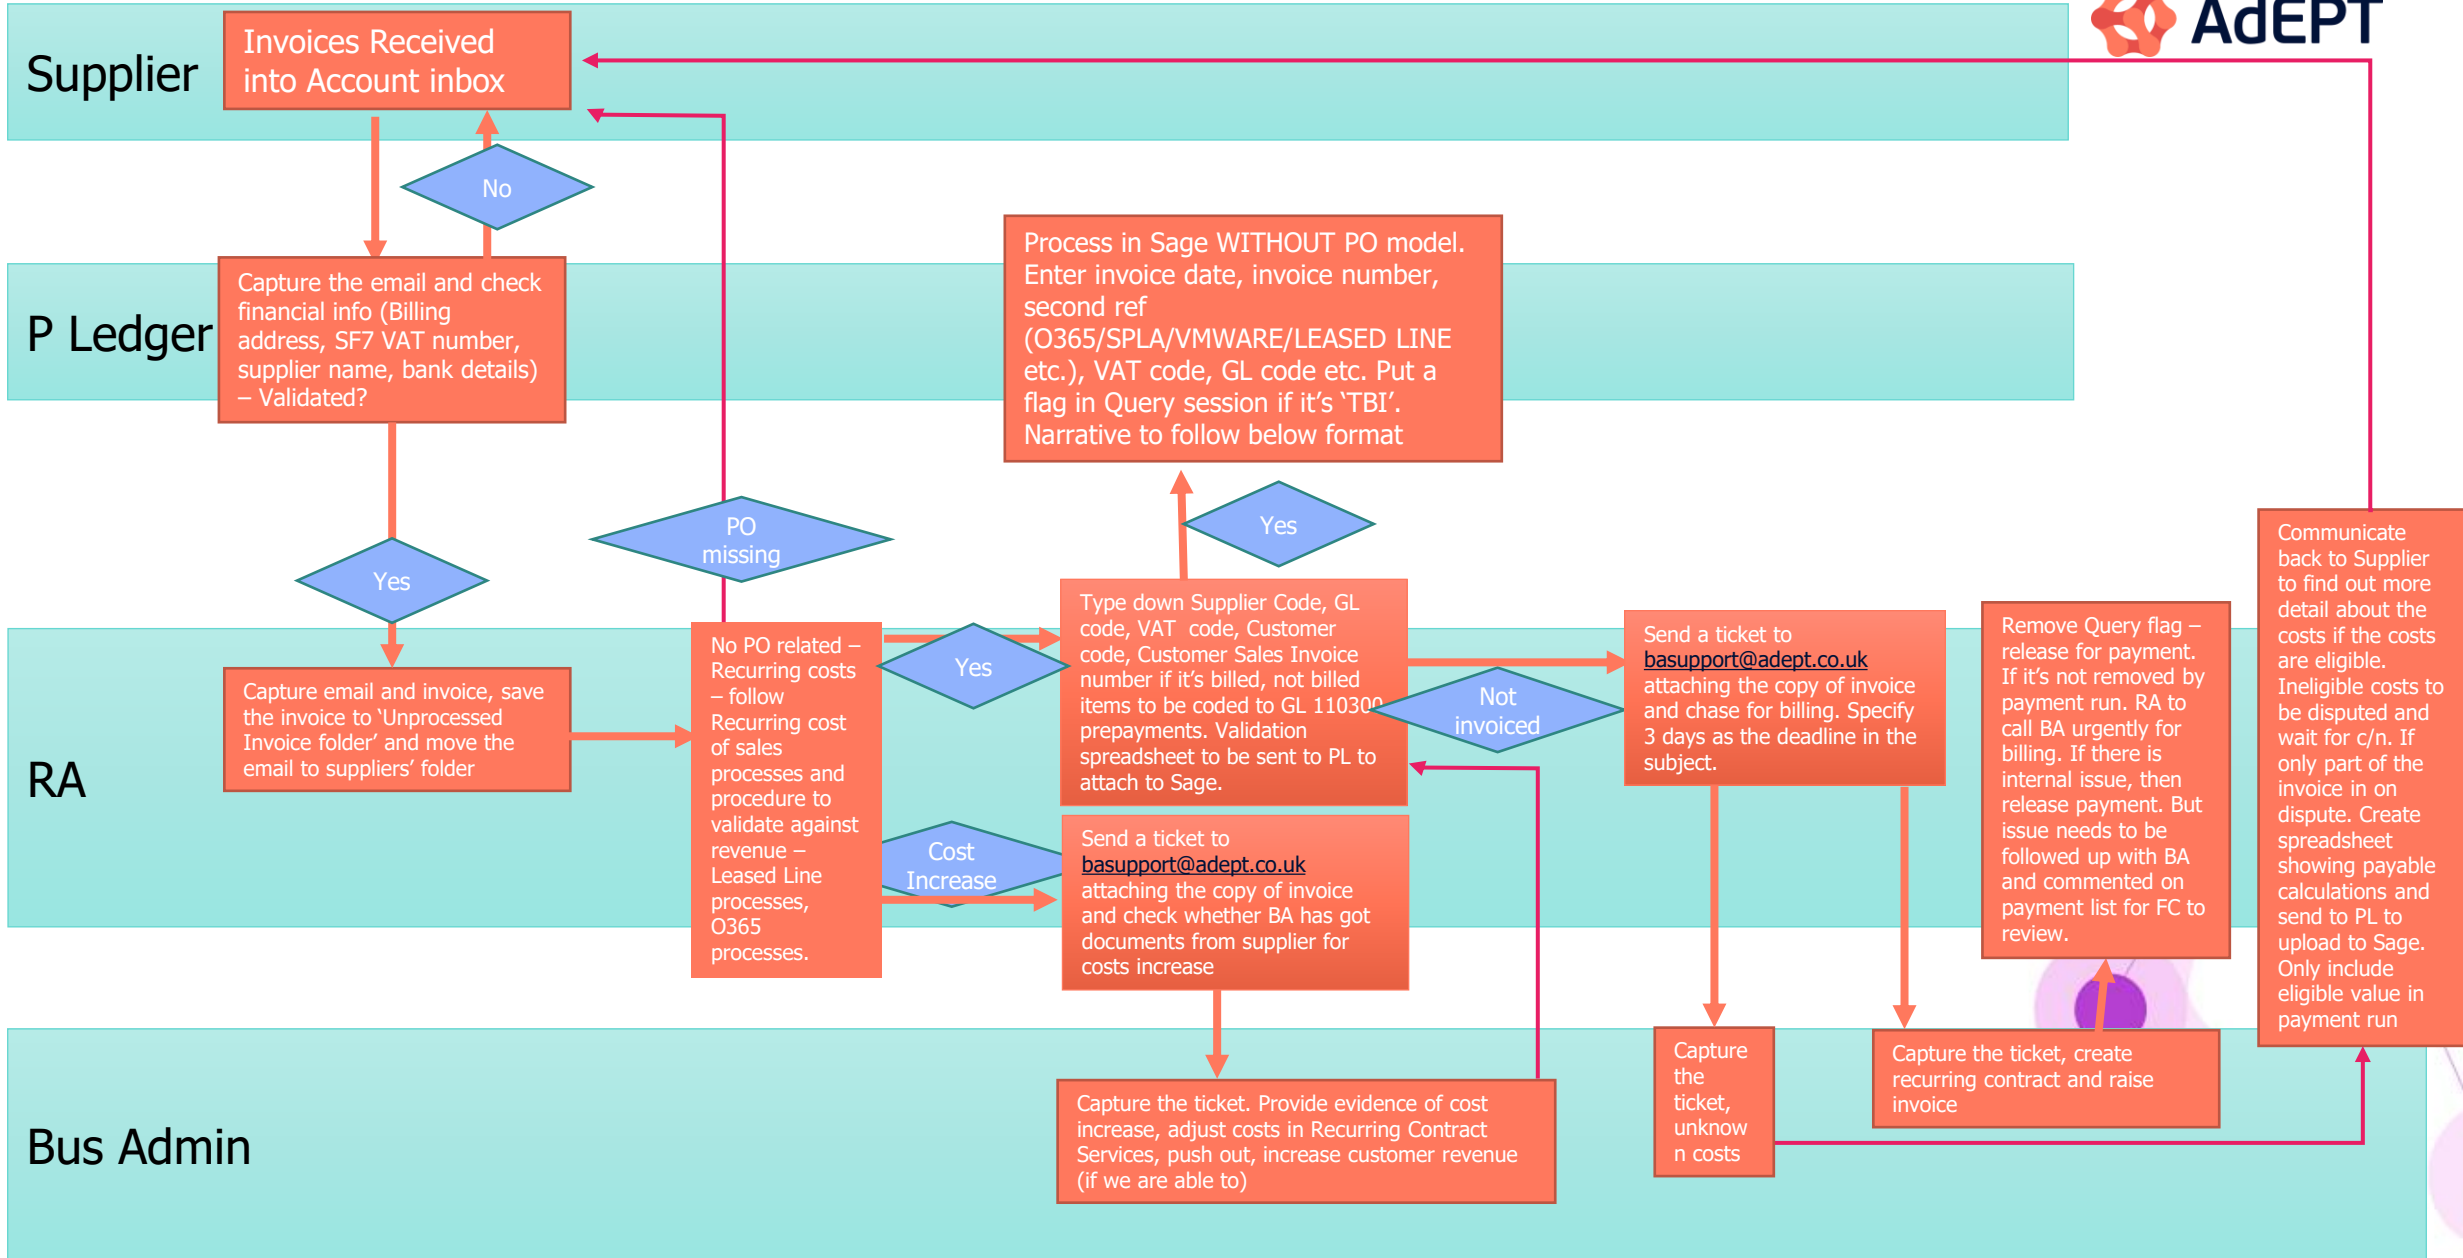 AdEPT
Supplier
Invoices Received
into Account inbox
No
P Ledger
Capture the email and check
financial info (Billing
address, SF7 VAT number,
supplier name, bank details)
– Validated?
Process in Sage WITHOUT PO model.
Enter invoice date, invoice number,
second ref
(O365/SPLA/VMWARE/LEASED LINE
etc.), VAT code, GL code etc. Put a
flag in Query session if it’s ‘TBI’.
Narrative to follow below format
Yes
PO
missing
Yes
RA
Capture email and invoice, save
the invoice to ‘Unprocessed
Invoice folder’ and move the
email to suppliers’ folder
No PO related –
Recurring costs
– follow
Recurring cost
of sales
processes and
procedure to
validate against
revenue –
Leased Line
processes,
O365
processes.
Yes
Type down Supplier Code, GL
code, VAT  code, Customer
code, Customer Sales Invoice
number if it’s billed, not billed
items to be coded to GL 110300
prepayments. Validation
spreadsheet to be sent to PL to
attach to Sage.
Cost
Increase
Send a ticket to
basupport@adept.co.uk
attaching the copy of invoice
and check whether BA has got
documents from supplier for
costs increase
Not
invoiced
Send a ticket to
basupport@adept.co.uk
attaching the copy of invoice
and chase for billing. Specify
3 days as the deadline in the
subject.
Remove Query flag –
release for payment.
If it’s not removed by
payment run. RA to
call BA urgently for
billing. If there is
internal issue, then
release payment. But
issue needs to be
followed up with BA
and commented on
payment list for FC to
review.
Communicate
back to Supplier
to find out more
detail about the
costs if the costs
are eligible.
Ineligible costs to
be disputed and
wait for c/n. If
only part of the
invoice in on
dispute. Create
spreadsheet
showing payable
calculations and
send to PL to
upload to Sage.
Only include
eligible value in
payment run
Bus Admin
Capture the ticket. Provide evidence of cost
increase, adjust costs in Recurring Contract
Services, push out, increase customer revenue
(if we are able to)
Capture
the
ticket,
unknow
n costs
Capture the ticket, create
recurring contract and raise
invoice